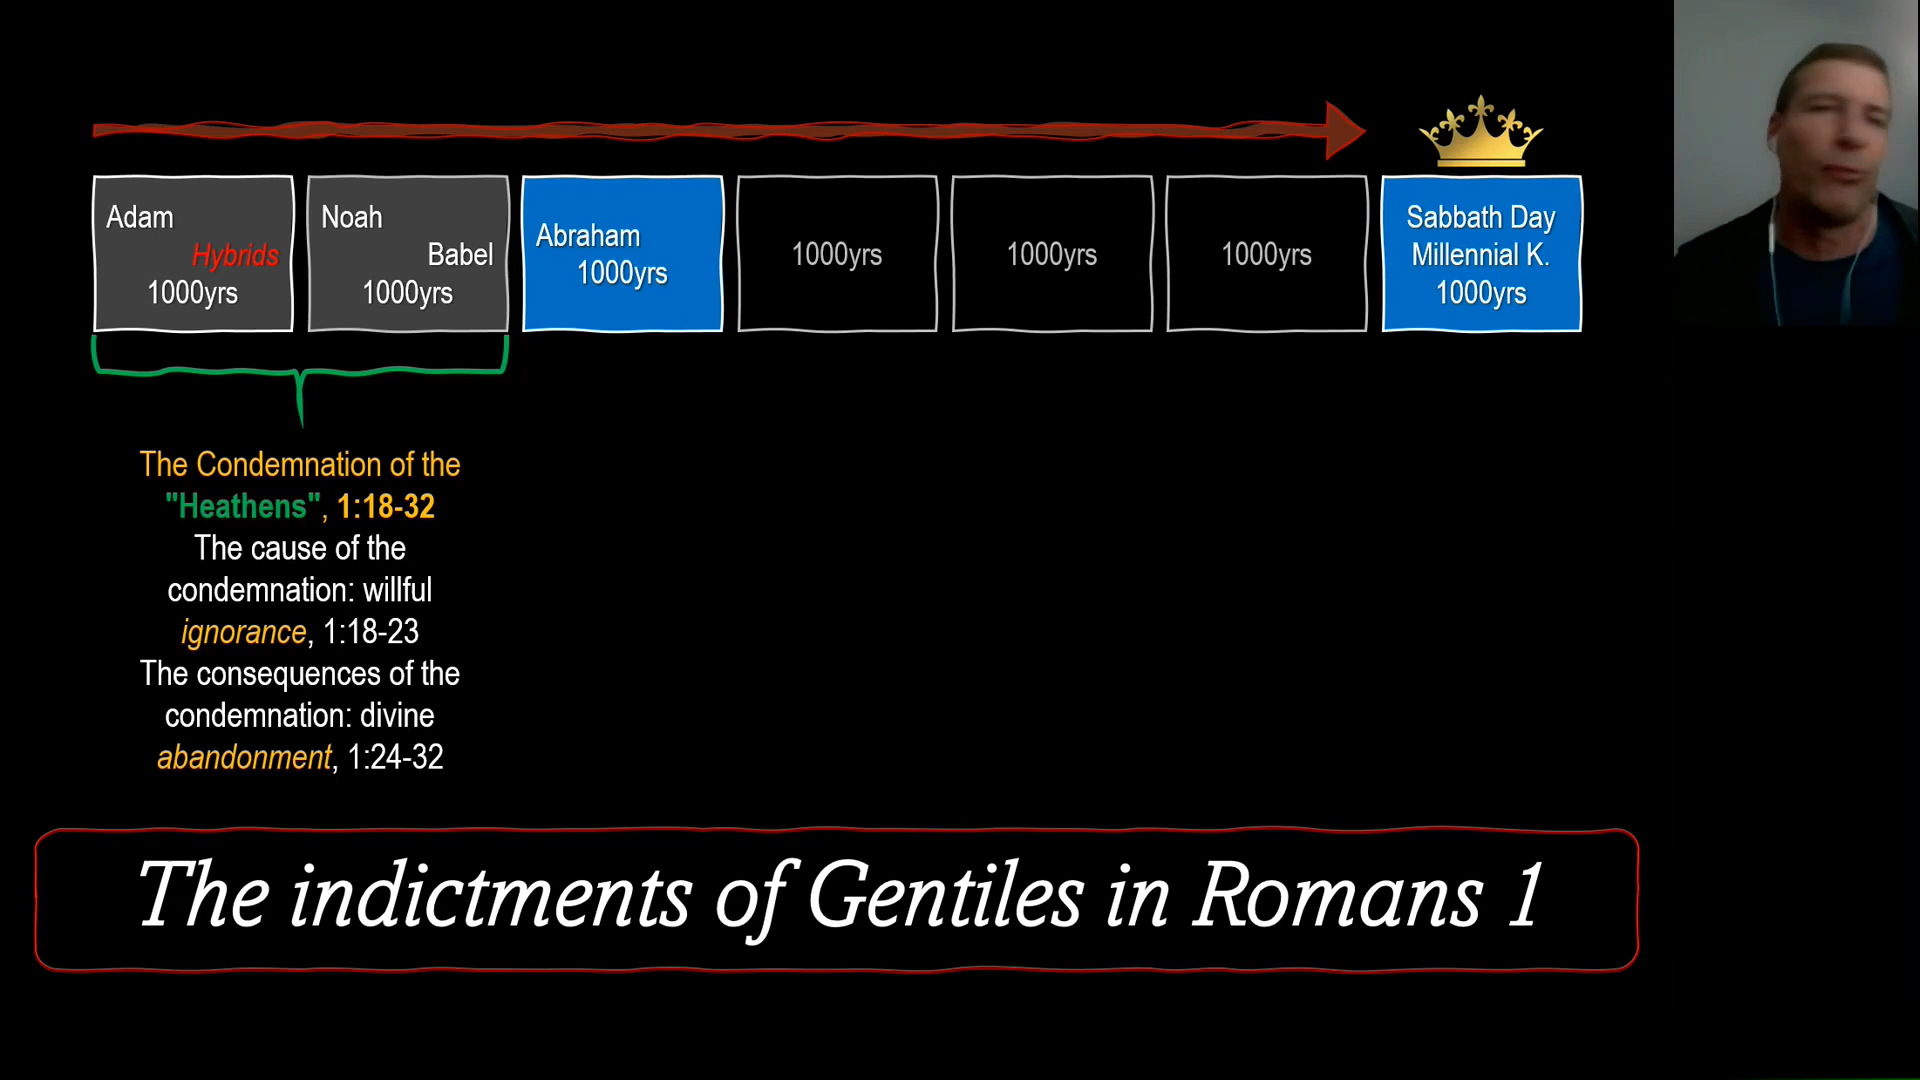 Adam
Hybrids
1000yrs
Noah
Babel
1000yrs
Abraham
1000yrs
1000yrs
1000yrs
1000yrs
Sabbath Day
Millennial K.
1000yrs
The Condemnation of the
"Heathens", 1:18-32
The cause of the
condemnation: willful
ignorance, 1:18-23
The consequences of the
condemnation: divine
abandonment, 1:24-32
The indictments of Gentiles in Romans 1